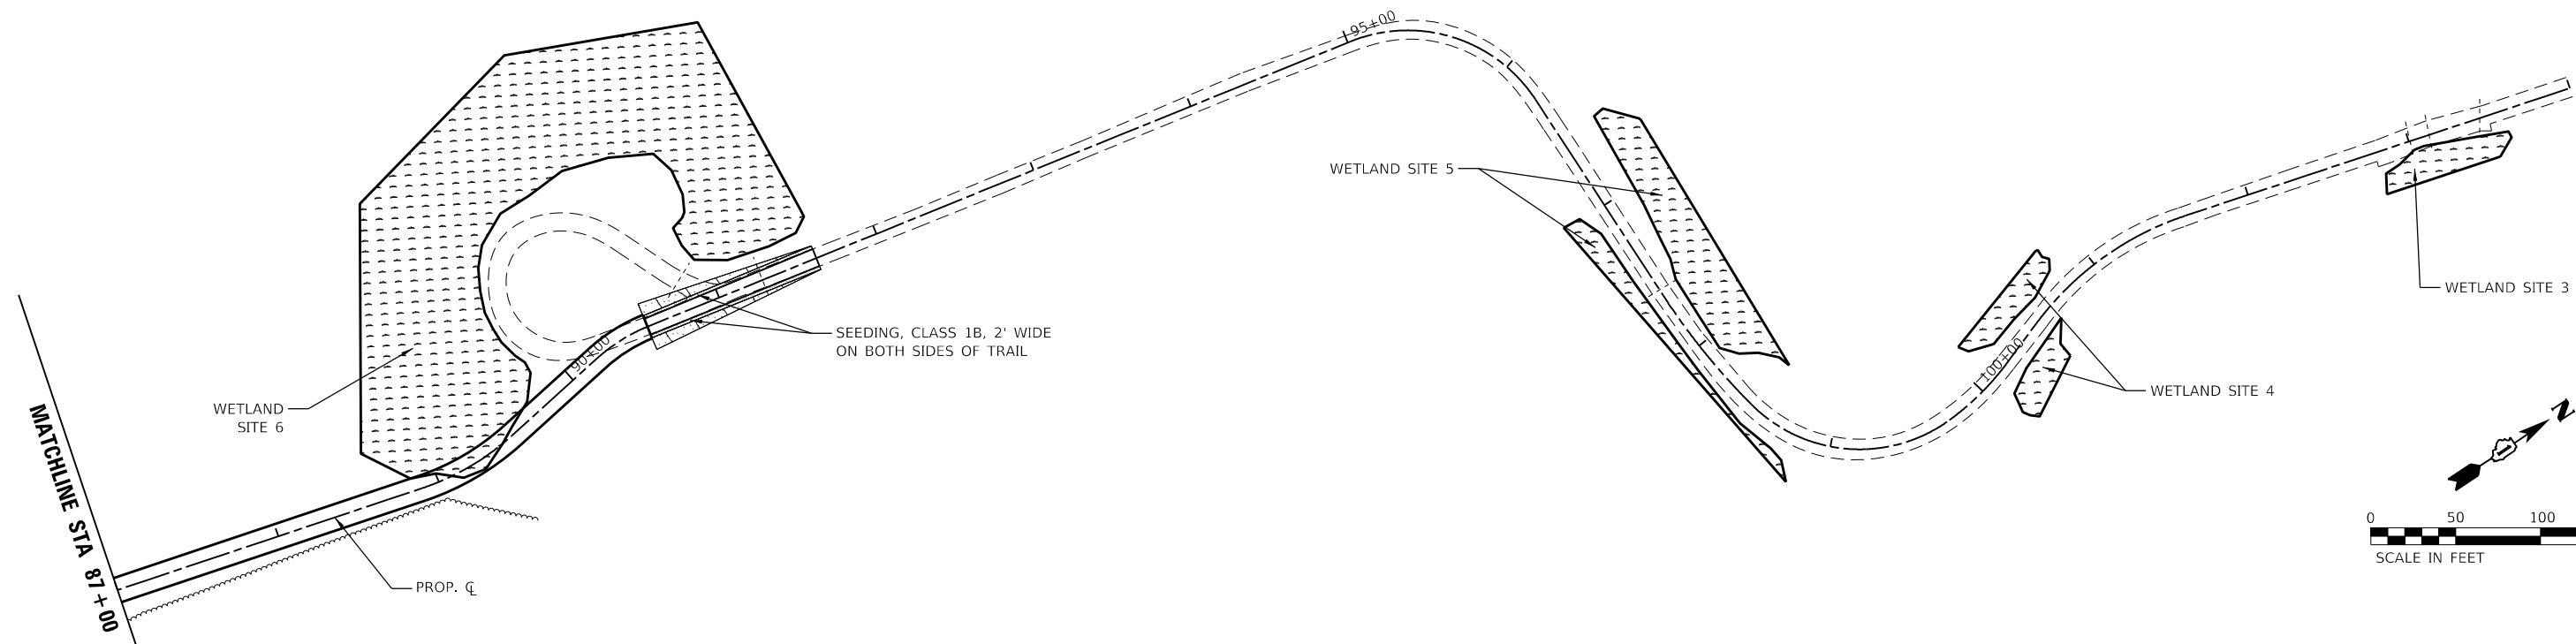 95+00
WETLAND SITE 5
WETLAND SITE 3
SEEDING, CLASS 1B, 2' WIDE
ON BOTH SIDES OF TRAIL
90+00
100+00
WETLAND SITE 4
WETLAND
SITE 6
N
MATCHLINE STA 87+00
0 50 100
SCALE IN FEET
PROP. ℄